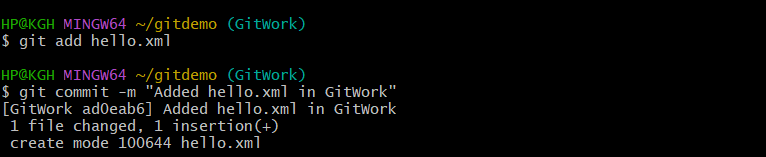 HP@KGH MINGW64 ~/gitdemo (GitWork)
$ git add hello.xml
HP@KGH MINGW64 ~/gitdemo (GitWork)
$ git commit -m "Added hello.xml in GitWork"
[GitWork ad0eab6] Added hello.xml in GitWork
 1 file changed, 1 insertion(+)
 create mode 100644 hello.xml